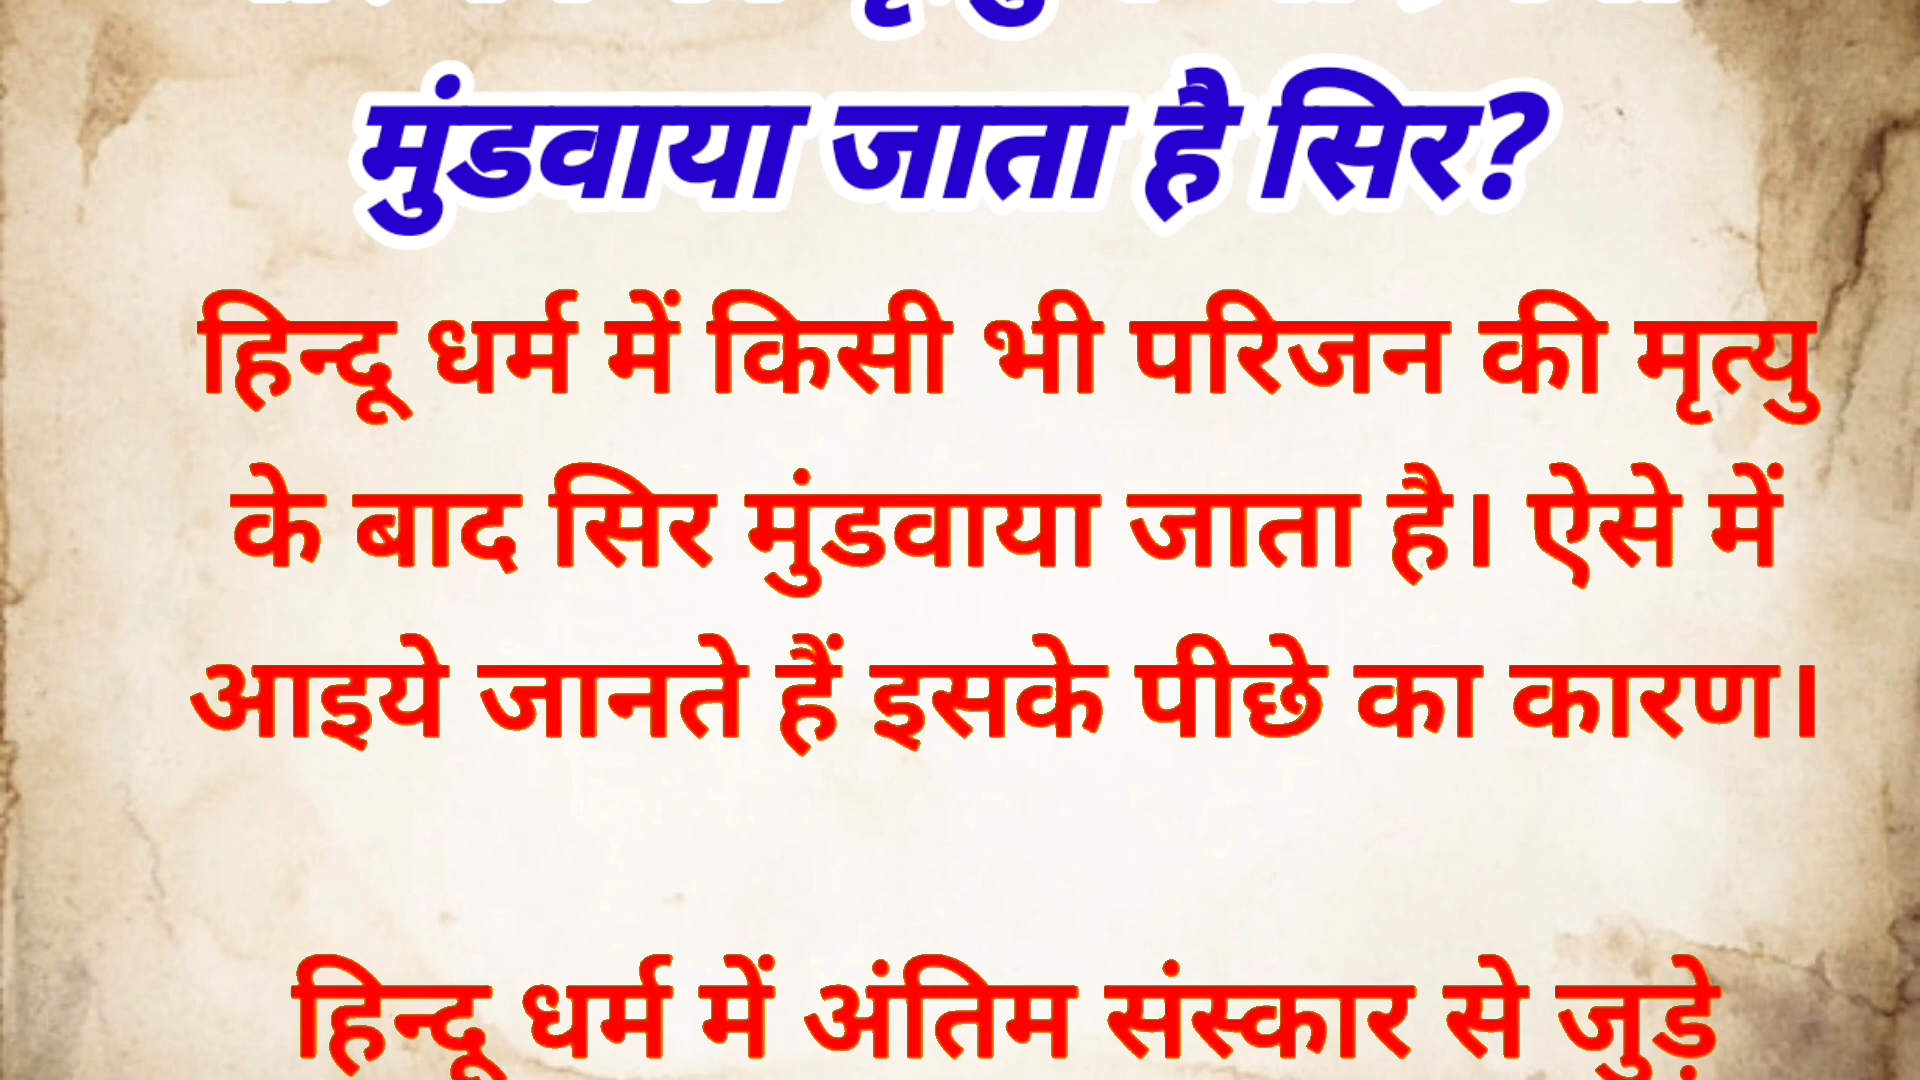 मुंडवाया जाता है सिर?
हिन्दू धर्म में किसी भी परिजन की मृत्यु
के बाद सिर मुंडवाया जाता है। ऐसे में
आइये जानते हैं इसके पीछे का कारण।
हिन्दू धर्म में अंतिम संस्कार से जुड़े